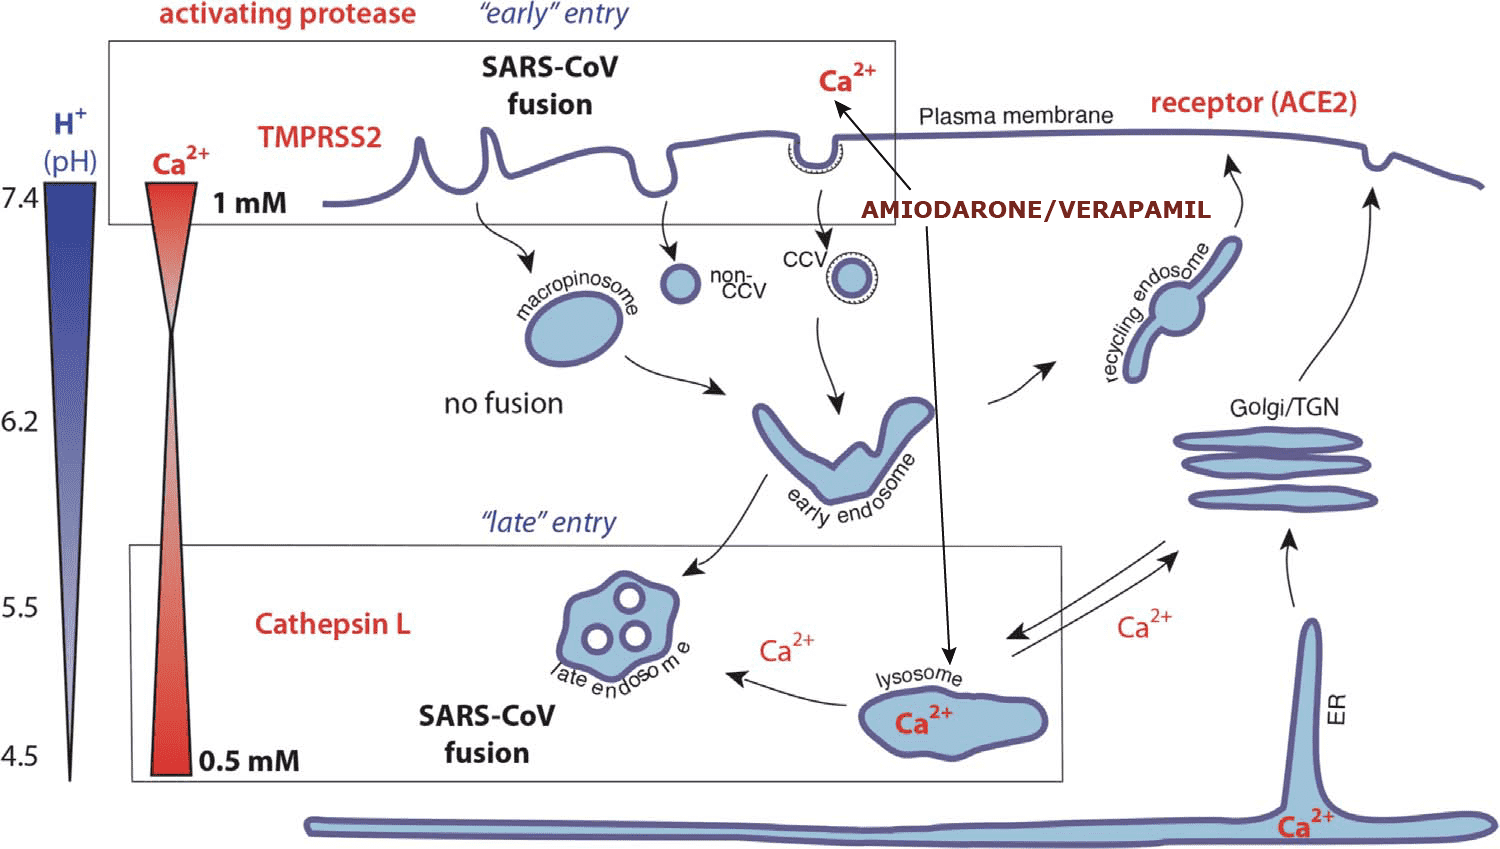 activating protease
"early" entry
SARS-CoV
fusion
Ca2+
Plasma membrane
receptor (ACE2)
H+
(pH)
TMPRSS2
Ca2+
7.4
1 mM
AMIODARONE/VERAPAMIL
macropinosome
non-
CCV
CCV
recycling endosome
no fusion
6.2
Golgi/TGN
early endosome
"late" entry
5.5
Cathepsin L
Ca2+
Ca2+
late endosome
lysosome
Ca2+
SARS-CoV
fusion
ER
4.5
0.5 mM
Ca2+